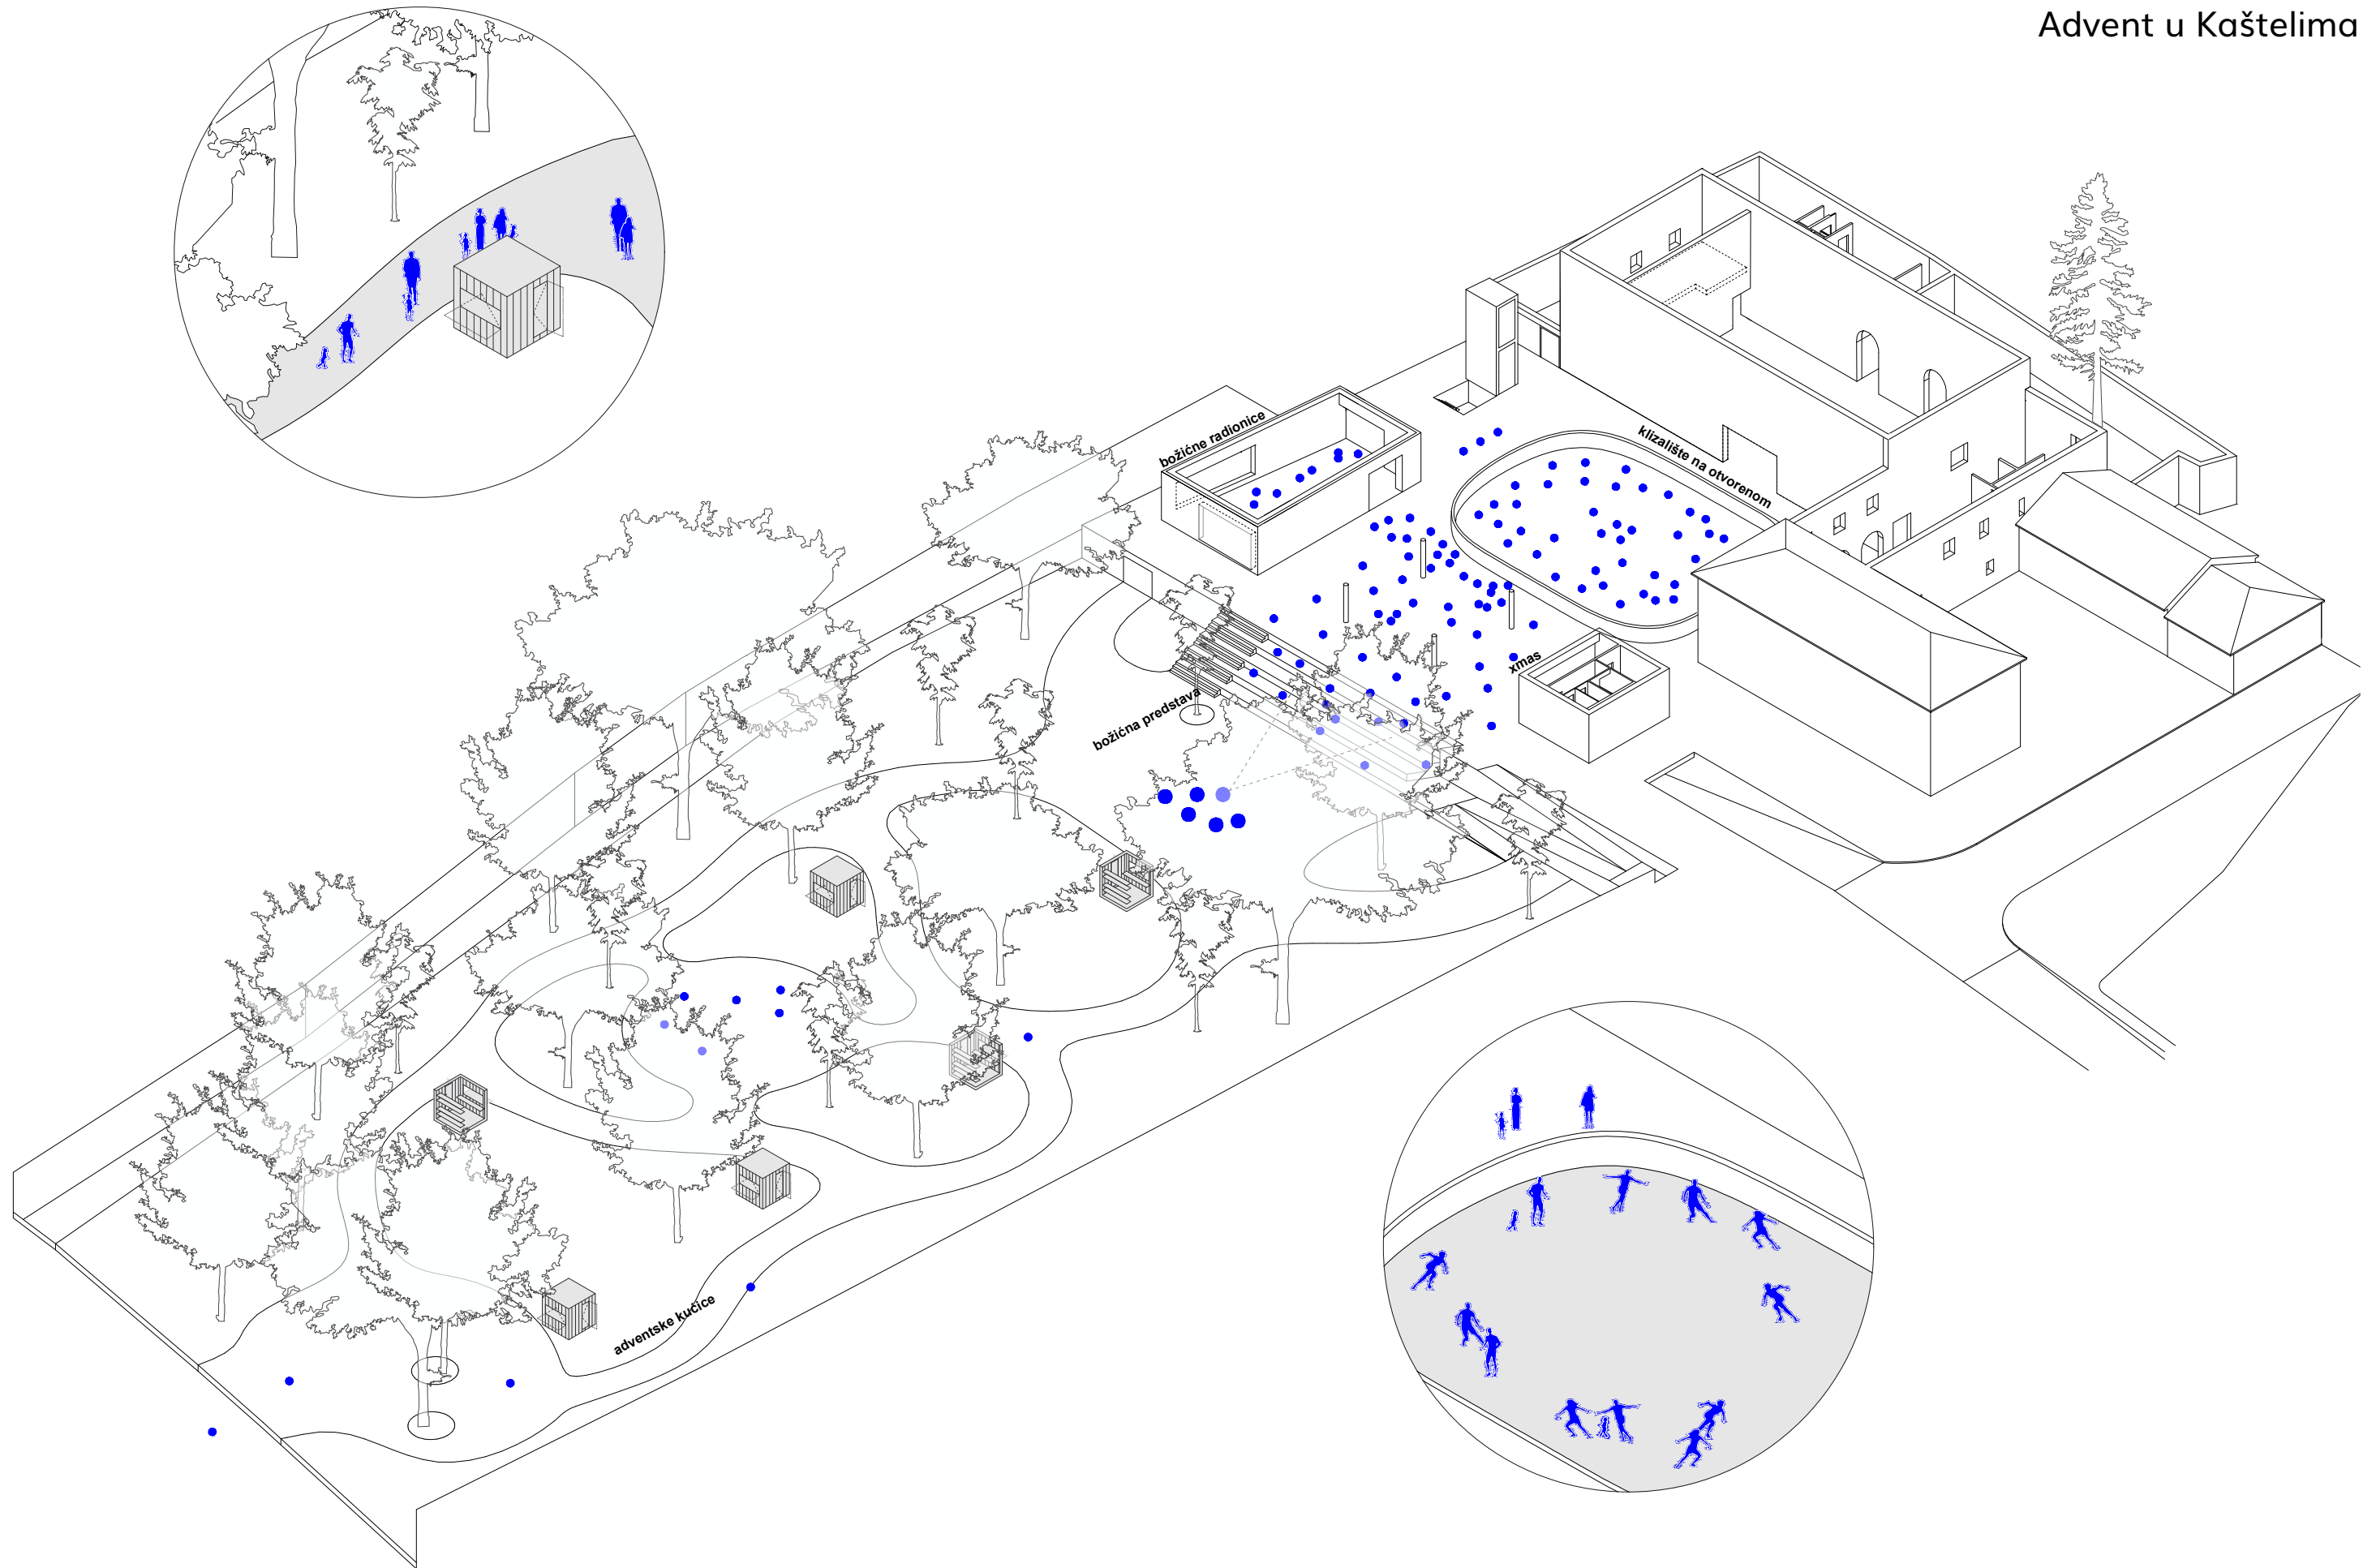 Advent u Kaštelima
božićne radionice
klizalište na otvorenom
xmas
božićna predstava
adventske kućice